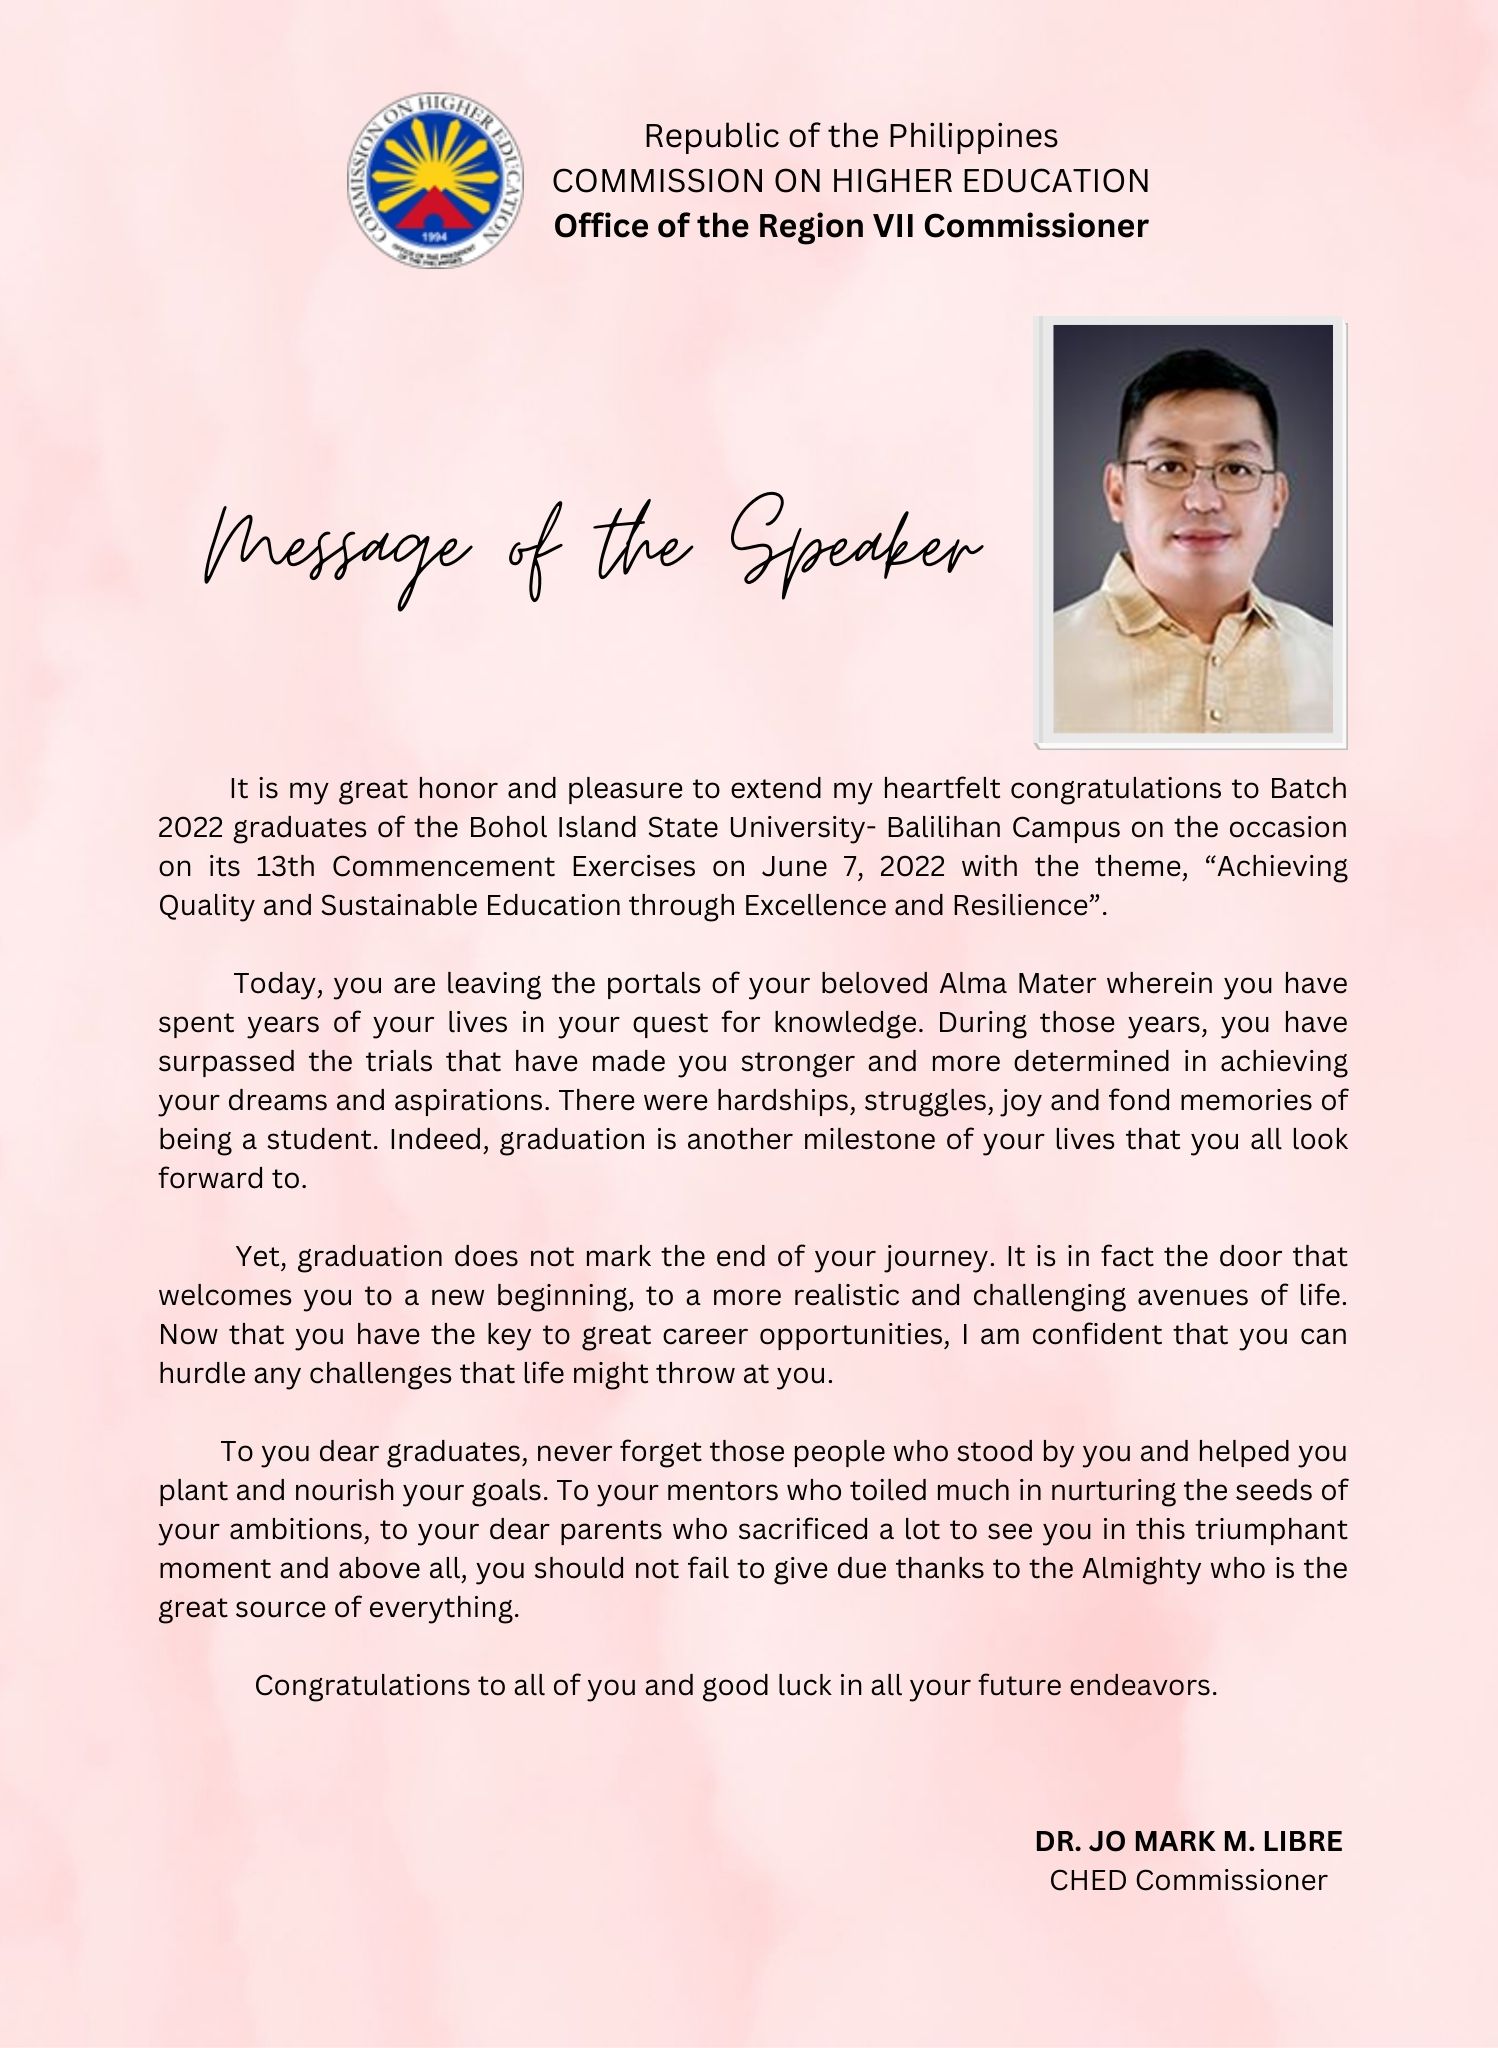 COMMISSION ON HIGHER EDUCATION
1994
OFFICE OF THE PRESIDENT
OF THE PHILIPPINES
Republic of the Philippines
COMMISSION ON HIGHER EDUCATION
Office of the Region VII Commissioner
Message of the Speaker
It is my great honor and pleasure to extend my heartfelt congratulations to Batch
2022 graduates of the Bohol Island State University- Balilihan Campus on the occasion
on its 13th Commencement Exercises on June 7, 2022 with the theme, “Achieving
Quality and Sustainable Education through Excellence and Resilience”.
Today, you are leaving the portals of your beloved Alma Mater wherein you have
spent years of your lives in your quest for knowledge. During those years, you have
surpassed the trials that have made you stronger and more determined in achieving
your dreams and aspirations. There were hardships, struggles, joy and fond memories of
being a student. Indeed, graduation is another milestone of your lives that you all look
forward to.
Yet, graduation does not mark the end of your journey. It is in fact the door that
welcomes you to a new beginning, to a more realistic and challenging avenues of life.
Now that you have the key to great career opportunities, I am confident that you can
hurdle any challenges that life might throw at you.
To you dear graduates, never forget those people who stood by you and helped you
plant and nourish your goals. To your mentors who toiled much in nurturing the seeds of
your ambitions, to your dear parents who sacrificed a lot to see you in this triumphant
moment and above all, you should not fail to give due thanks to the Almighty who is the
great source of everything.
Congratulations to all of you and good luck in all your future endeavors.
DR. JO MARK M. LIBRE
CHED Commissioner